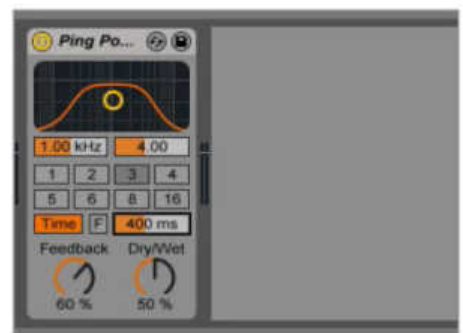 Ping Po...
1.00 kHz 4.00
1 2 3 4
5 6 8 16
Time F 400 ms
Feedback Dry/Wet
60 % 50 %